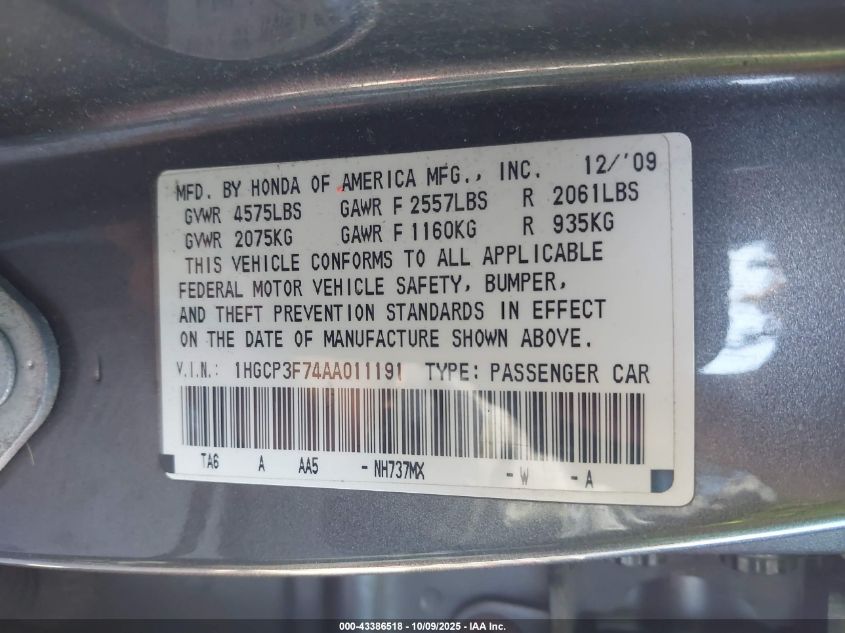 MFD. BY HONDA OF AMERICA MFG., INC. 12/'09
GVWR 4575LBS GAWR F 2557LBS R 2061LBS
GVWR 2075KG GAWR F 1160KG R 935KG
THIS VEHICLE CONFORMS TO ALL APPLICABLE
FEDERAL MOTOR VEHICLE SAFETY, BUMPER,
AND THEFT PREVENTION STANDARDS IN EFFECT
ON THE DATE OF MANUFACTURE SHOWN ABOVE.
V.I.N.: 1HGCP3F74AA011191 TYPE: PASSENGER CAR
TA6 A AA5 - NH737MX - W - A
000-43386518 - 10/09/2025 - IAA Inc.